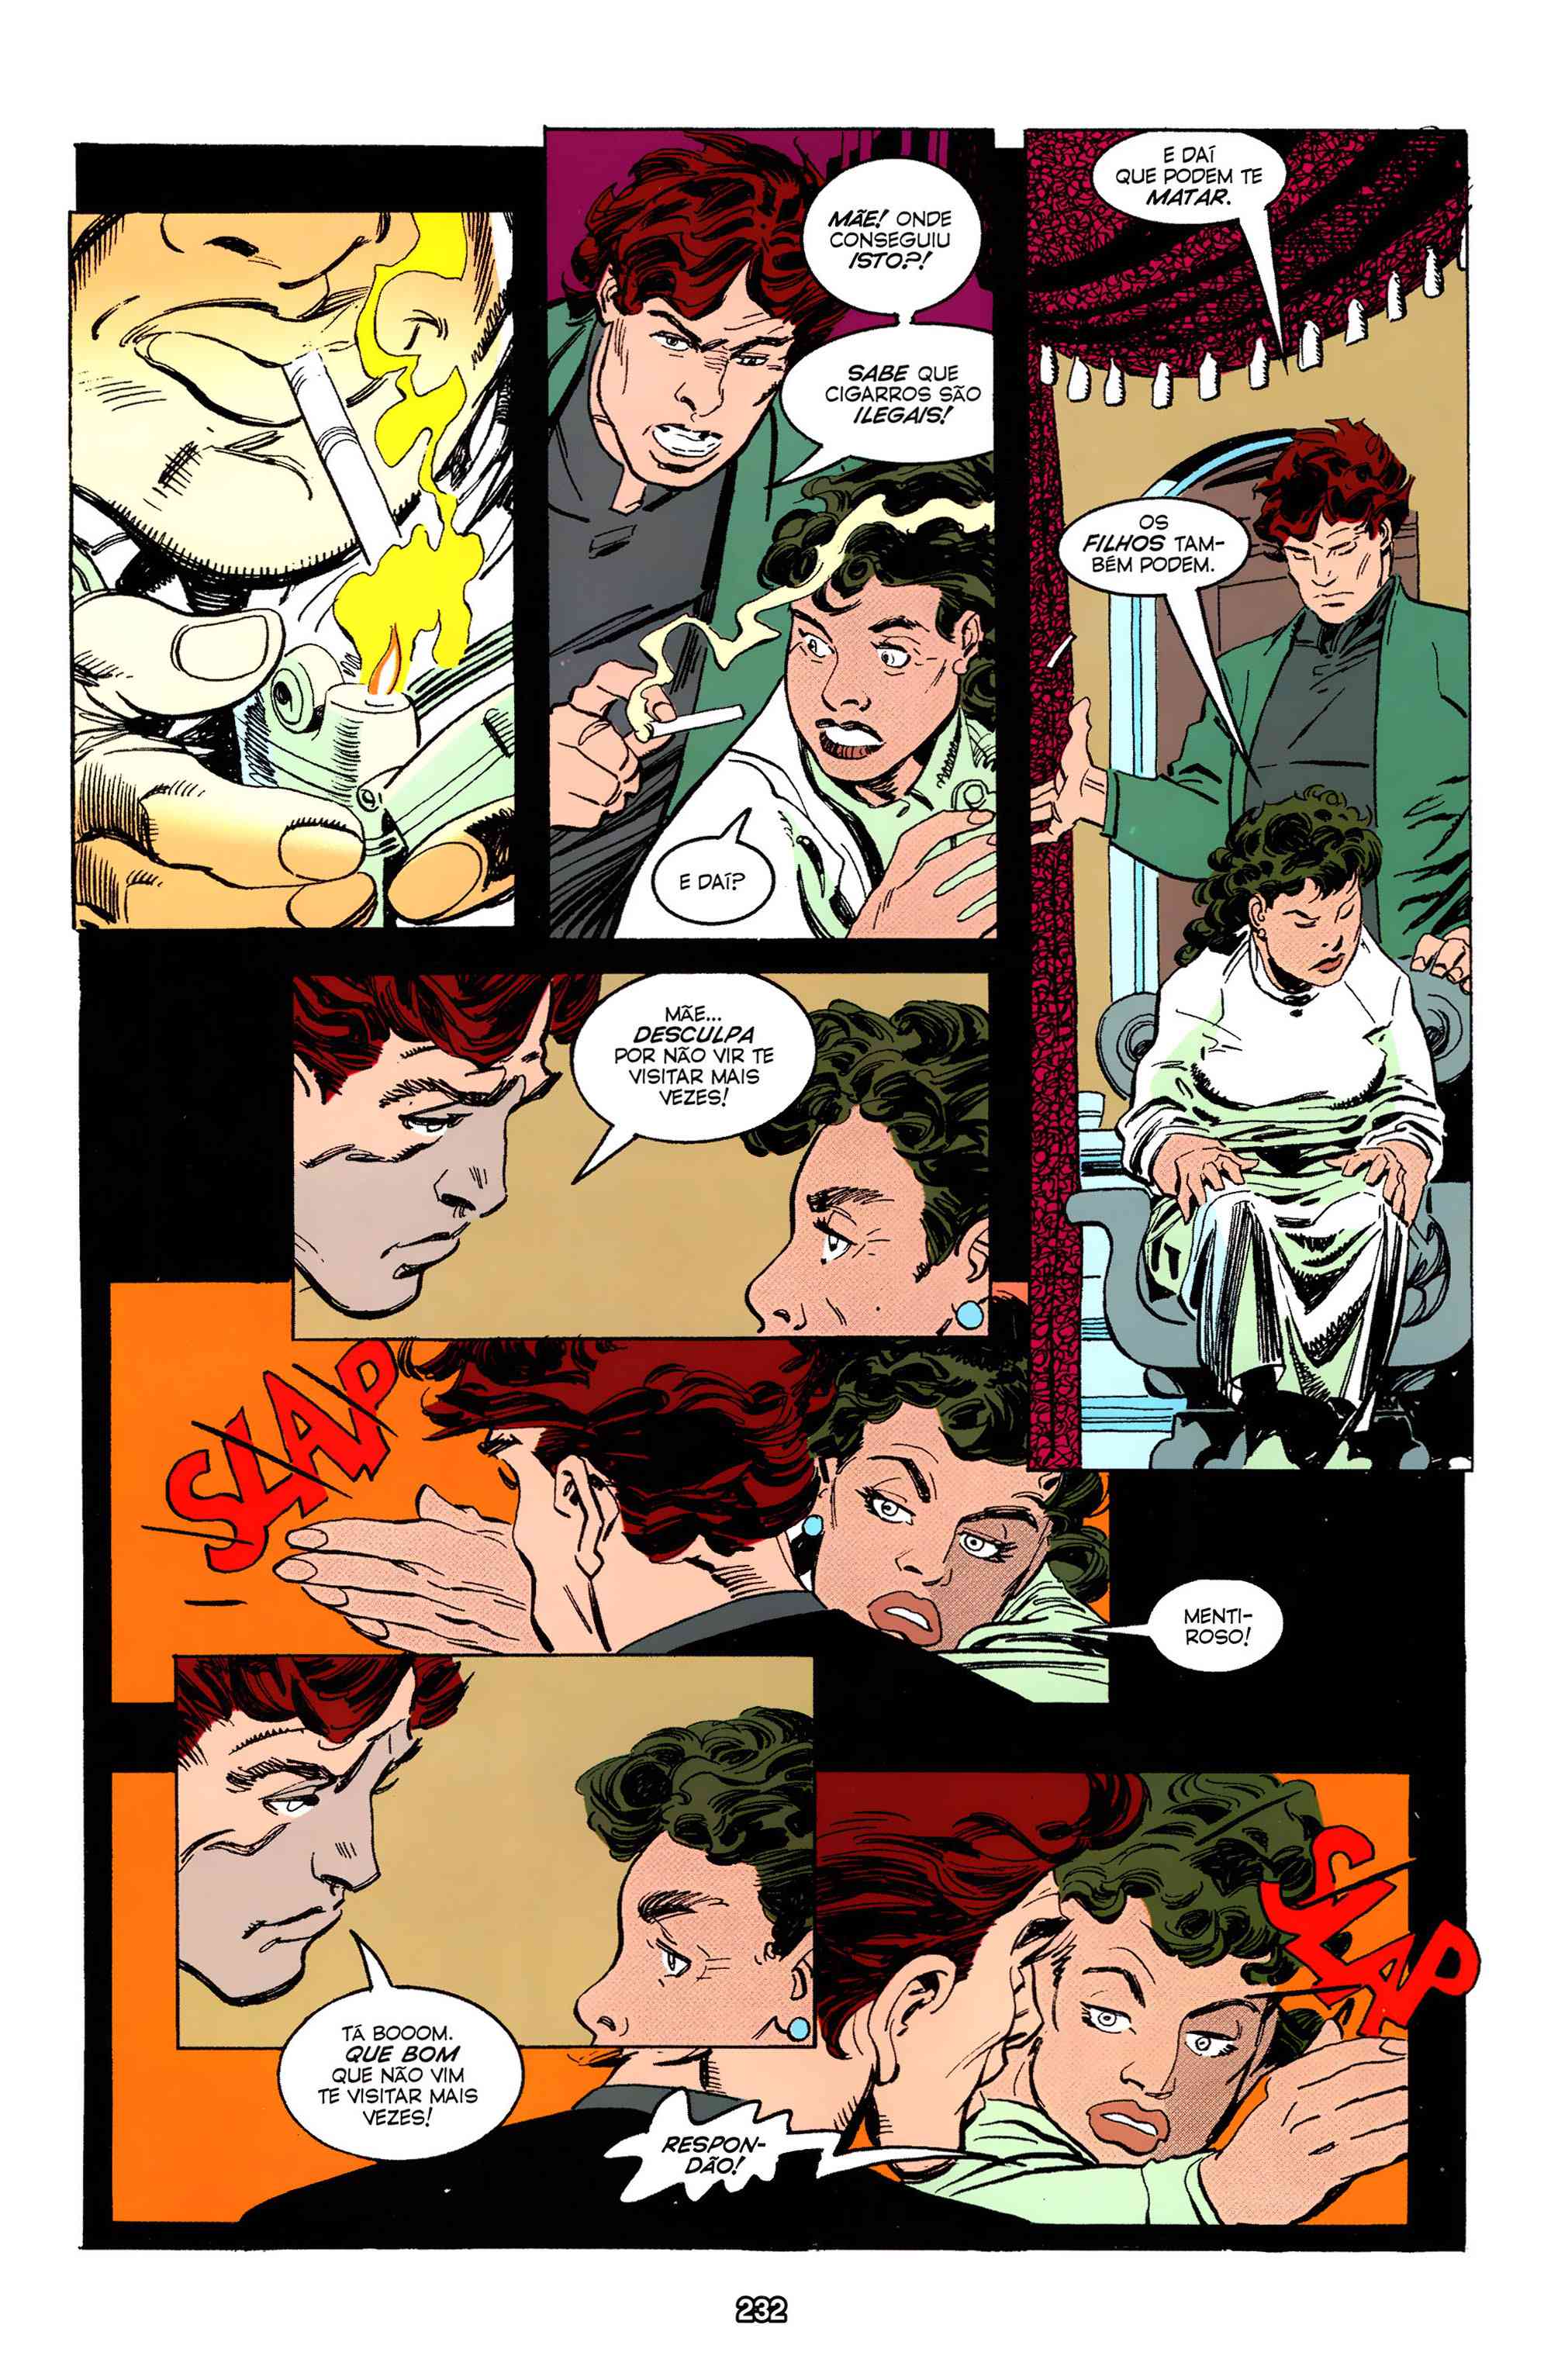 MÃE! ONDE
CONSEGUIU
ISTO?!
SABE QUE
CIGARROS SÃO
ILEGAIS!
E DAÍ?
E DAÍ
QUE PODEM TE
MATAR.
OS
FILHOS TAM-
BÉM PODEM.
MÃE...
DESCULPA
POR NÃO VIR TE
VISITAR MAIS
VEZES!
SLAP
MENTI-
ROSO!
TÁ BOOOM.
QUE BOM
QUE NÃO VIM
TE VISITAR MAIS
VEZES!
SLAP
RESPON-
DÃO!
232